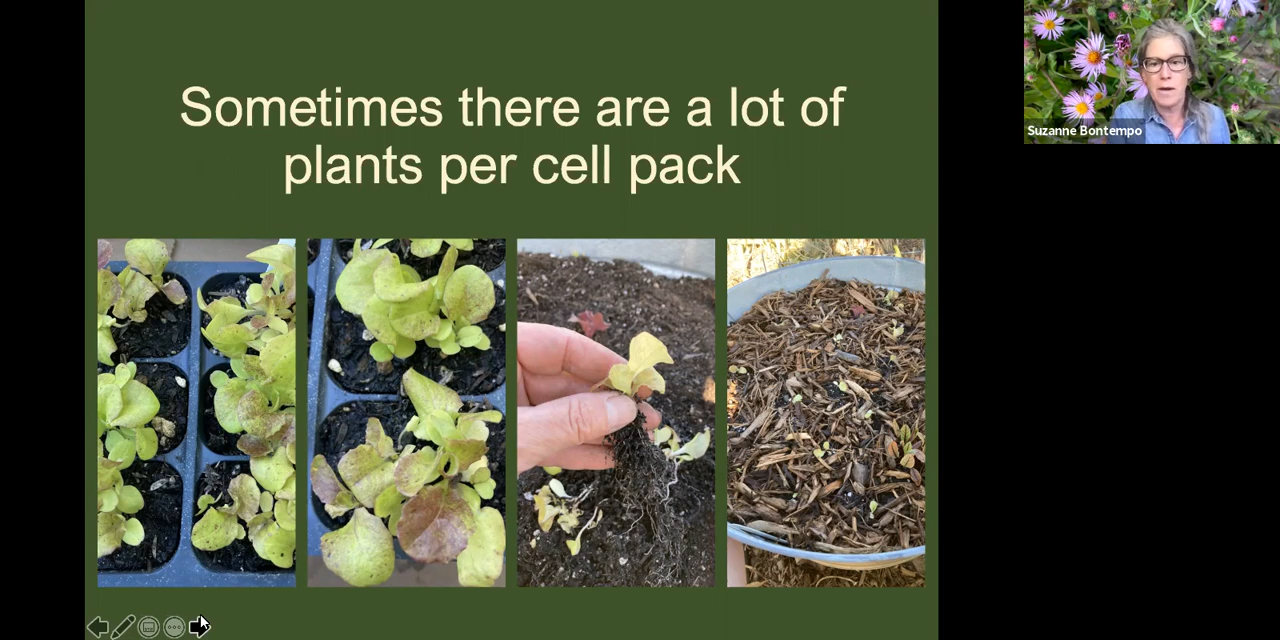 Sometimes there are a lot of
plants per cell pack
Suzanne Bontempo